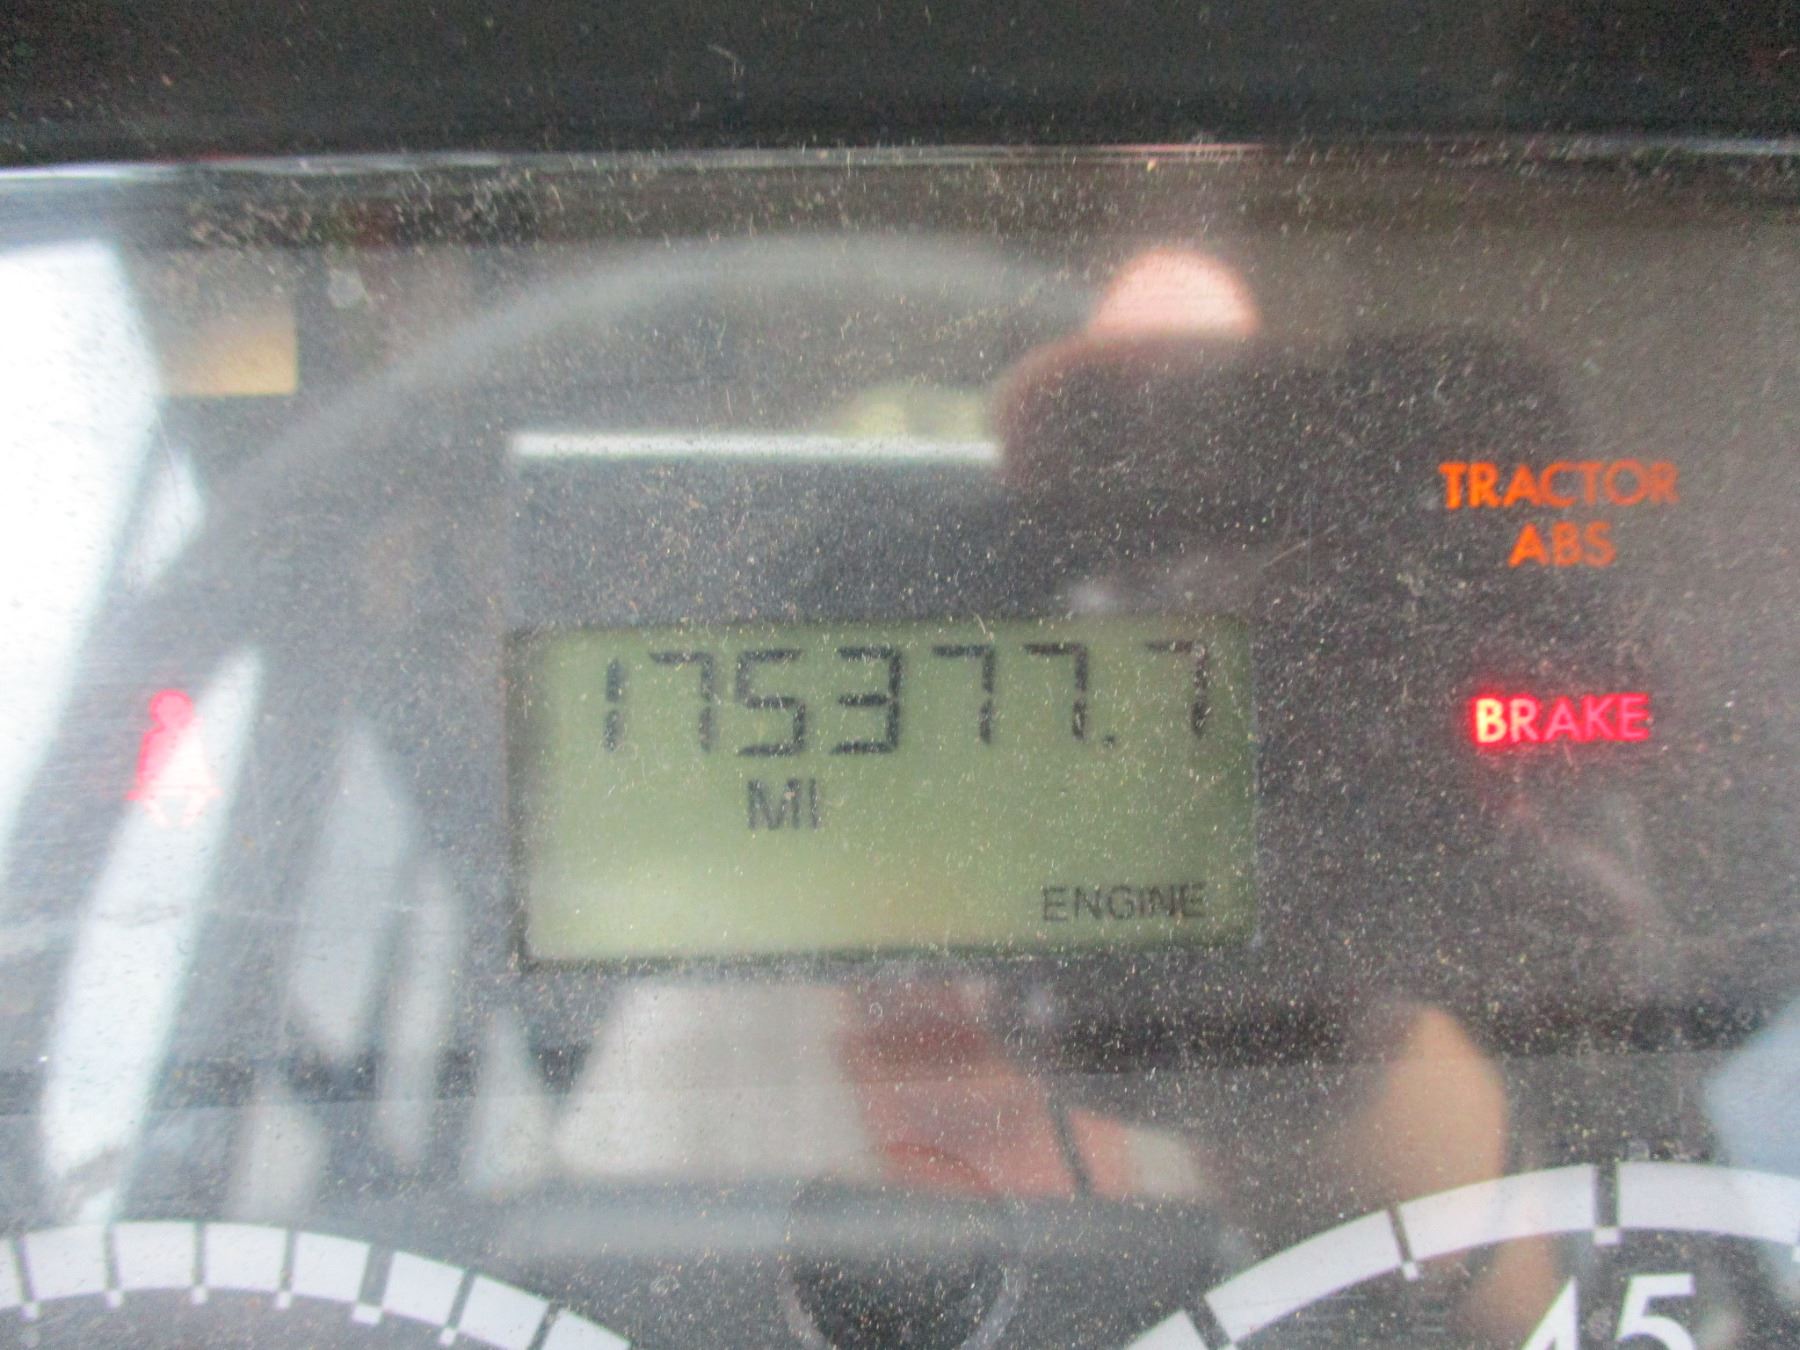 TRACTOR
ABS
175377.7
BRAKE
MI
ENGINE
45